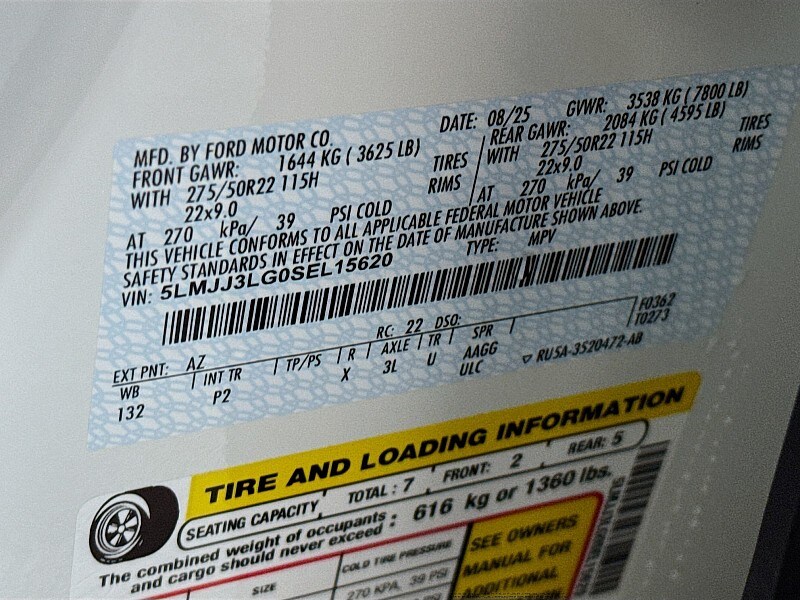 MFD. BY FORD MOTOR CO.
DATE: 08/25 GVWR: 3538 KG ( 7800 LB)
FRONT GAWR: 1644 KG ( 3625 LB)
REAR GAWR: 2084 KG ( 4595 LB)
WITH 275/50R22 115H TIRES
WITH 275/50R22 115H TIRES
22x9.0 RIMS
22x9.0 RIMS
AT 270 kPa/ 39 PSI COLD
AT 270 kPa/ 39 PSI COLD
THIS VEHICLE CONFORMS TO ALL APPLICABLE FEDERAL MOTOR VEHICLE
SAFETY STANDARDS IN EFFECT ON THE DATE OF MANUFACTURE SHOWN ABOVE.
VIN: 5LMJJ3LG0SEL15620 TYPE: MPV
F0362
T0273
EXT PNT: AZ RC: 22 DSO:
WB INT TR TP/PS R AXLE TR SPR
132 P2 X 3L U AAGG
ULC ▽ RU5A-3520472-AB
TIRE AND LOADING INFORMATION
SEATING CAPACITY TOTAL : 7 FRONT: 2 REAR: 5
The combined weight of occupants
and cargo should never exceed : 616 kg or 1360 lbs.
SIZE COLD TIRE PRESSURE
270 KPA, 39 PSI
SEE OWNERS
MANUAL FOR
ADDITIONAL